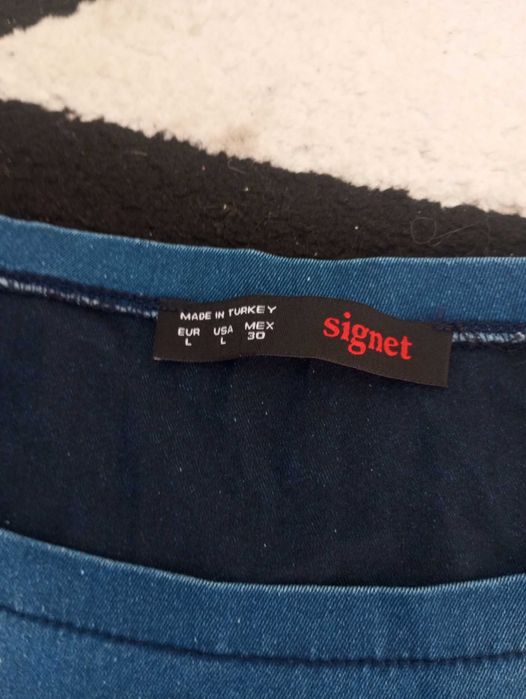 MADE IN TURKEY
EUR USA MEX
L L 30
signet